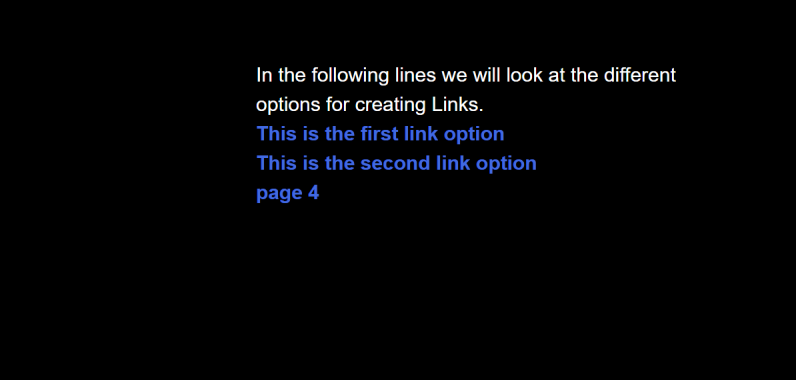 In the following lines we will look at the different
options for creating Links.
This is the first link option
This is the second link option
page 4